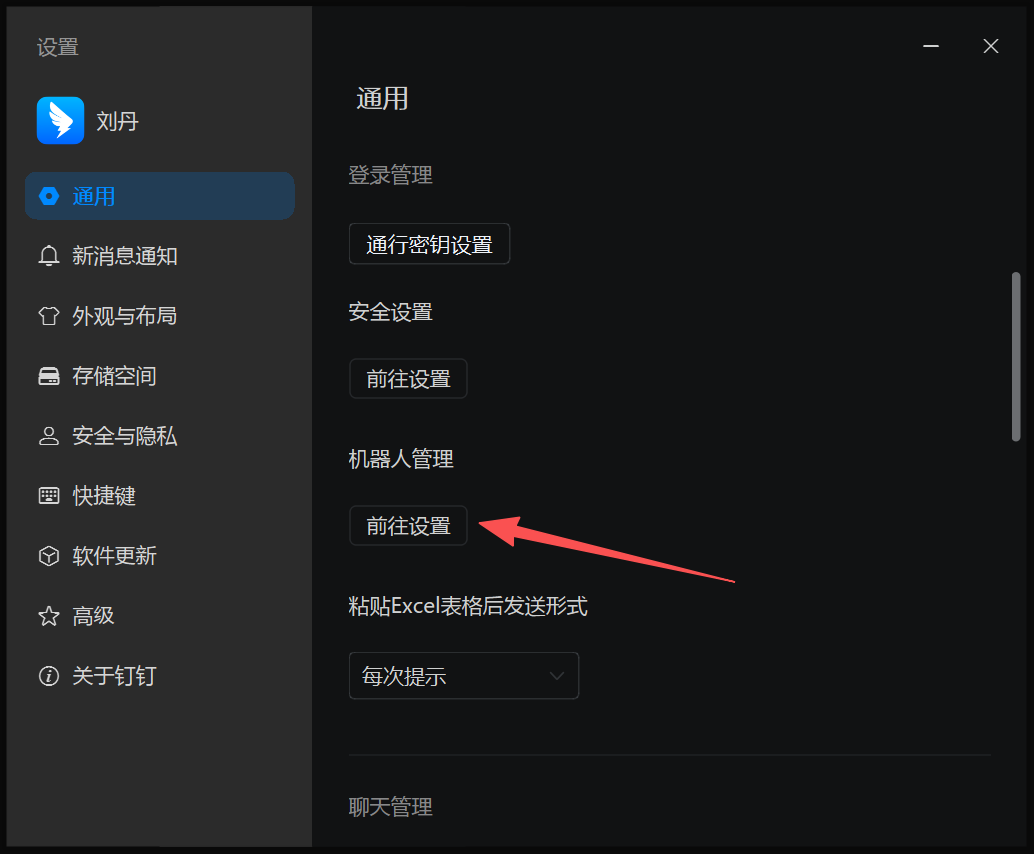 设置
刘丹
通用
新消息通知
外观与布局
存储空间
安全与隐私
快捷键
软件更新
高级
关于钉钉
通用
登录管理
通行密钥设置
安全设置
前往设置
机器人管理
前往设置
粘贴Excel表格后发送形式
每次提示
聊天管理